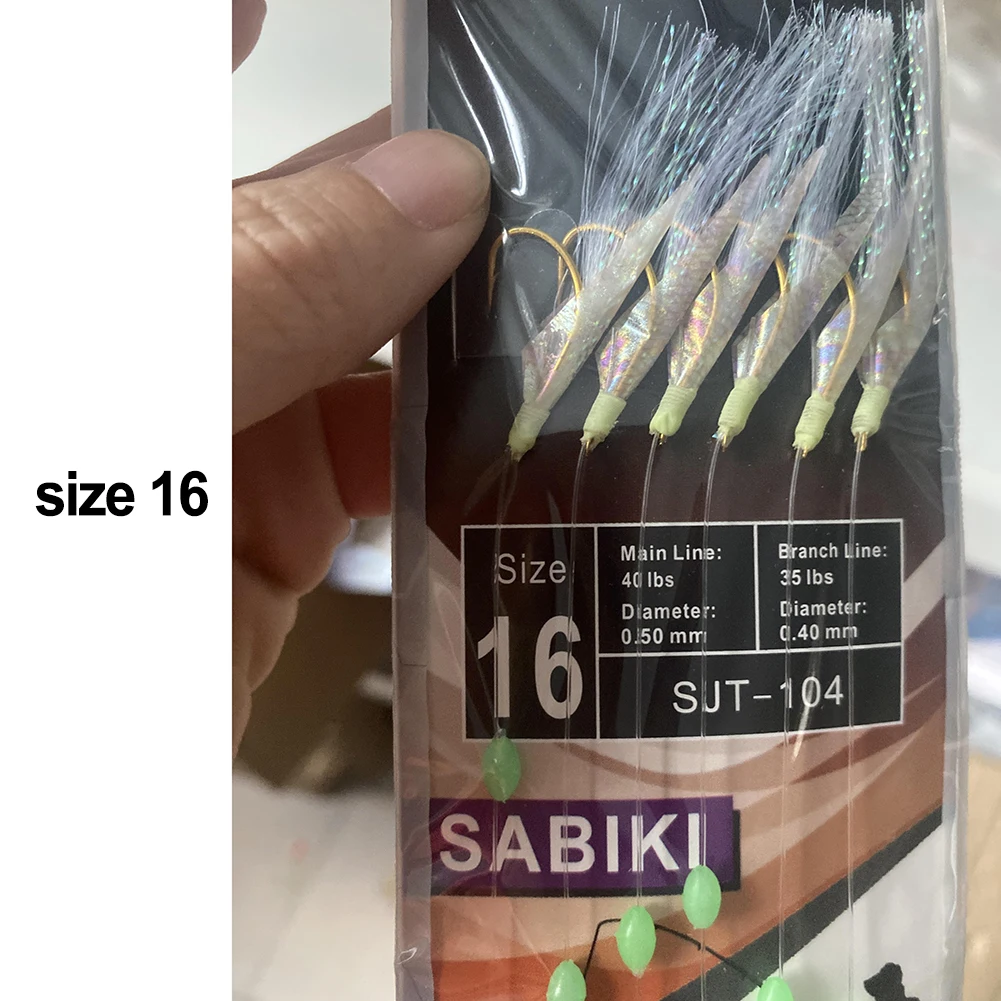 size 16
Size
16
Main Line:
40 lbs
Diameter:
0.50 mm
Branch Line:
35 lbs
Diameter:
0.40 mm
SJT-104
SABIKI